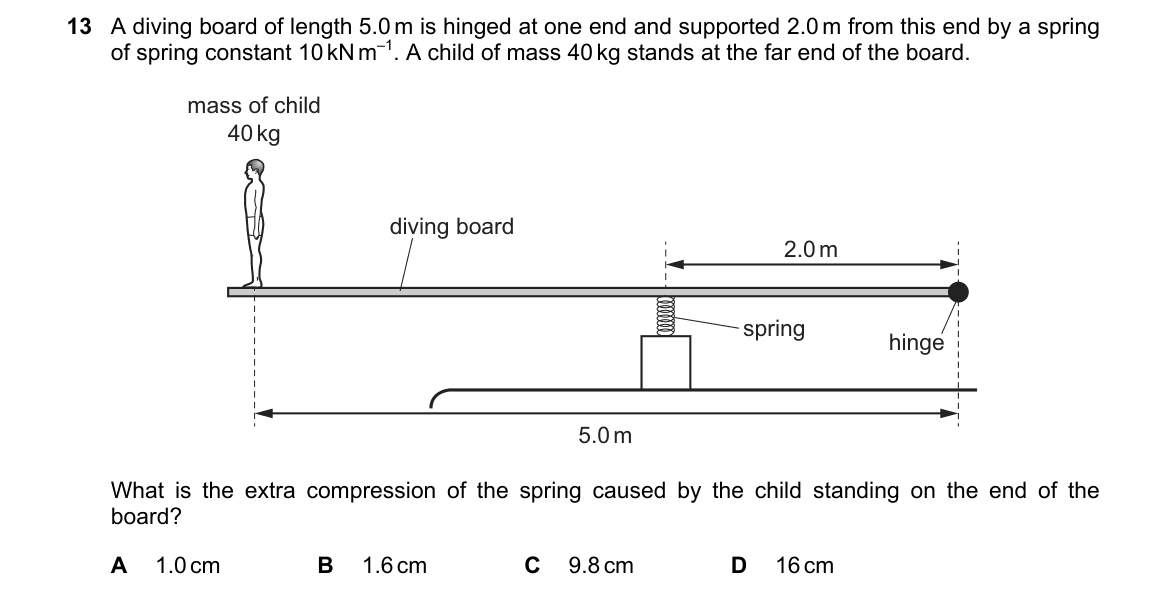 13 A diving board of length 5.0 m is hinged at one end and supported 2.0 m from this end by a spring
of spring constant 10 kN m⁻¹. A child of mass 40 kg stands at the far end of the board.
mass of child
40 kg
diving board
2.0 m
spring
hinge
5.0 m
What is the extra compression of the spring caused by the child standing on the end of the
board?
A 1.0 cm B 1.6 cm C 9.8 cm D 16 cm